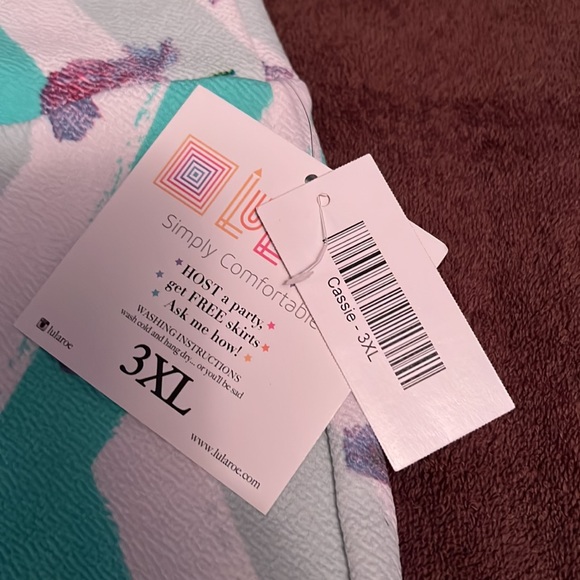 Simply Comfortable
HOST a party,
get FREE skirts
Ask me how!
WASHING INSTRUCTIONS
wash cold and hang dry... or you'll be sad
3XL
lularoe
www.lularoe.com
Cassie - 3XL